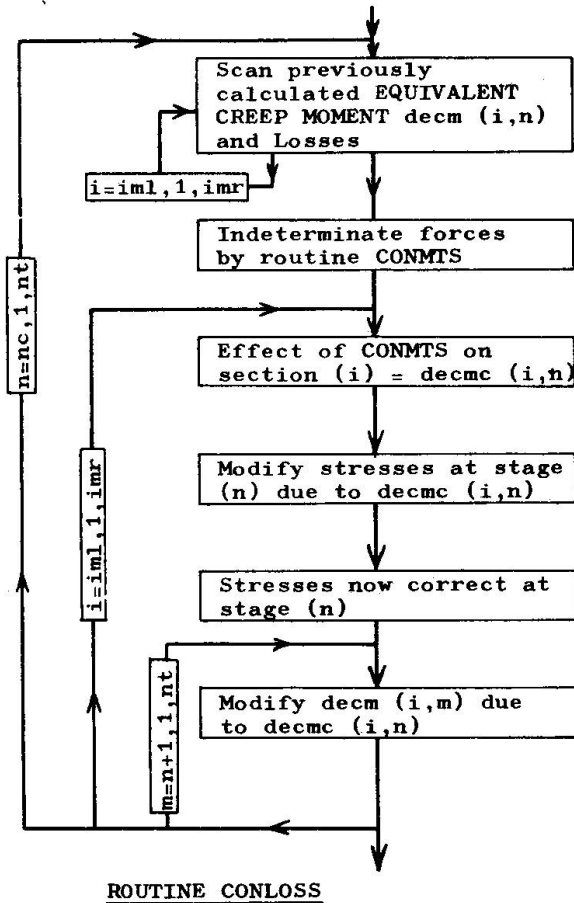 Scan previously
calculated EQUIVALENT
CREEP MOMENT decm (i,n)
and Losses
i=iml,1,imr
Indeterminate forces
by routine CONMTS
n=nc,1,nt
Effect of CONMTS on
section (i) = decmc (i,n)
i=iml,1,imr
Modify stresses at stage
(n) due to decmc (i,n)
Stresses now correct at
stage (n)
m=n+1,1,nt
Modify decm (i,m) due
to decmc (i,n)
ROUTINE CONLOSS